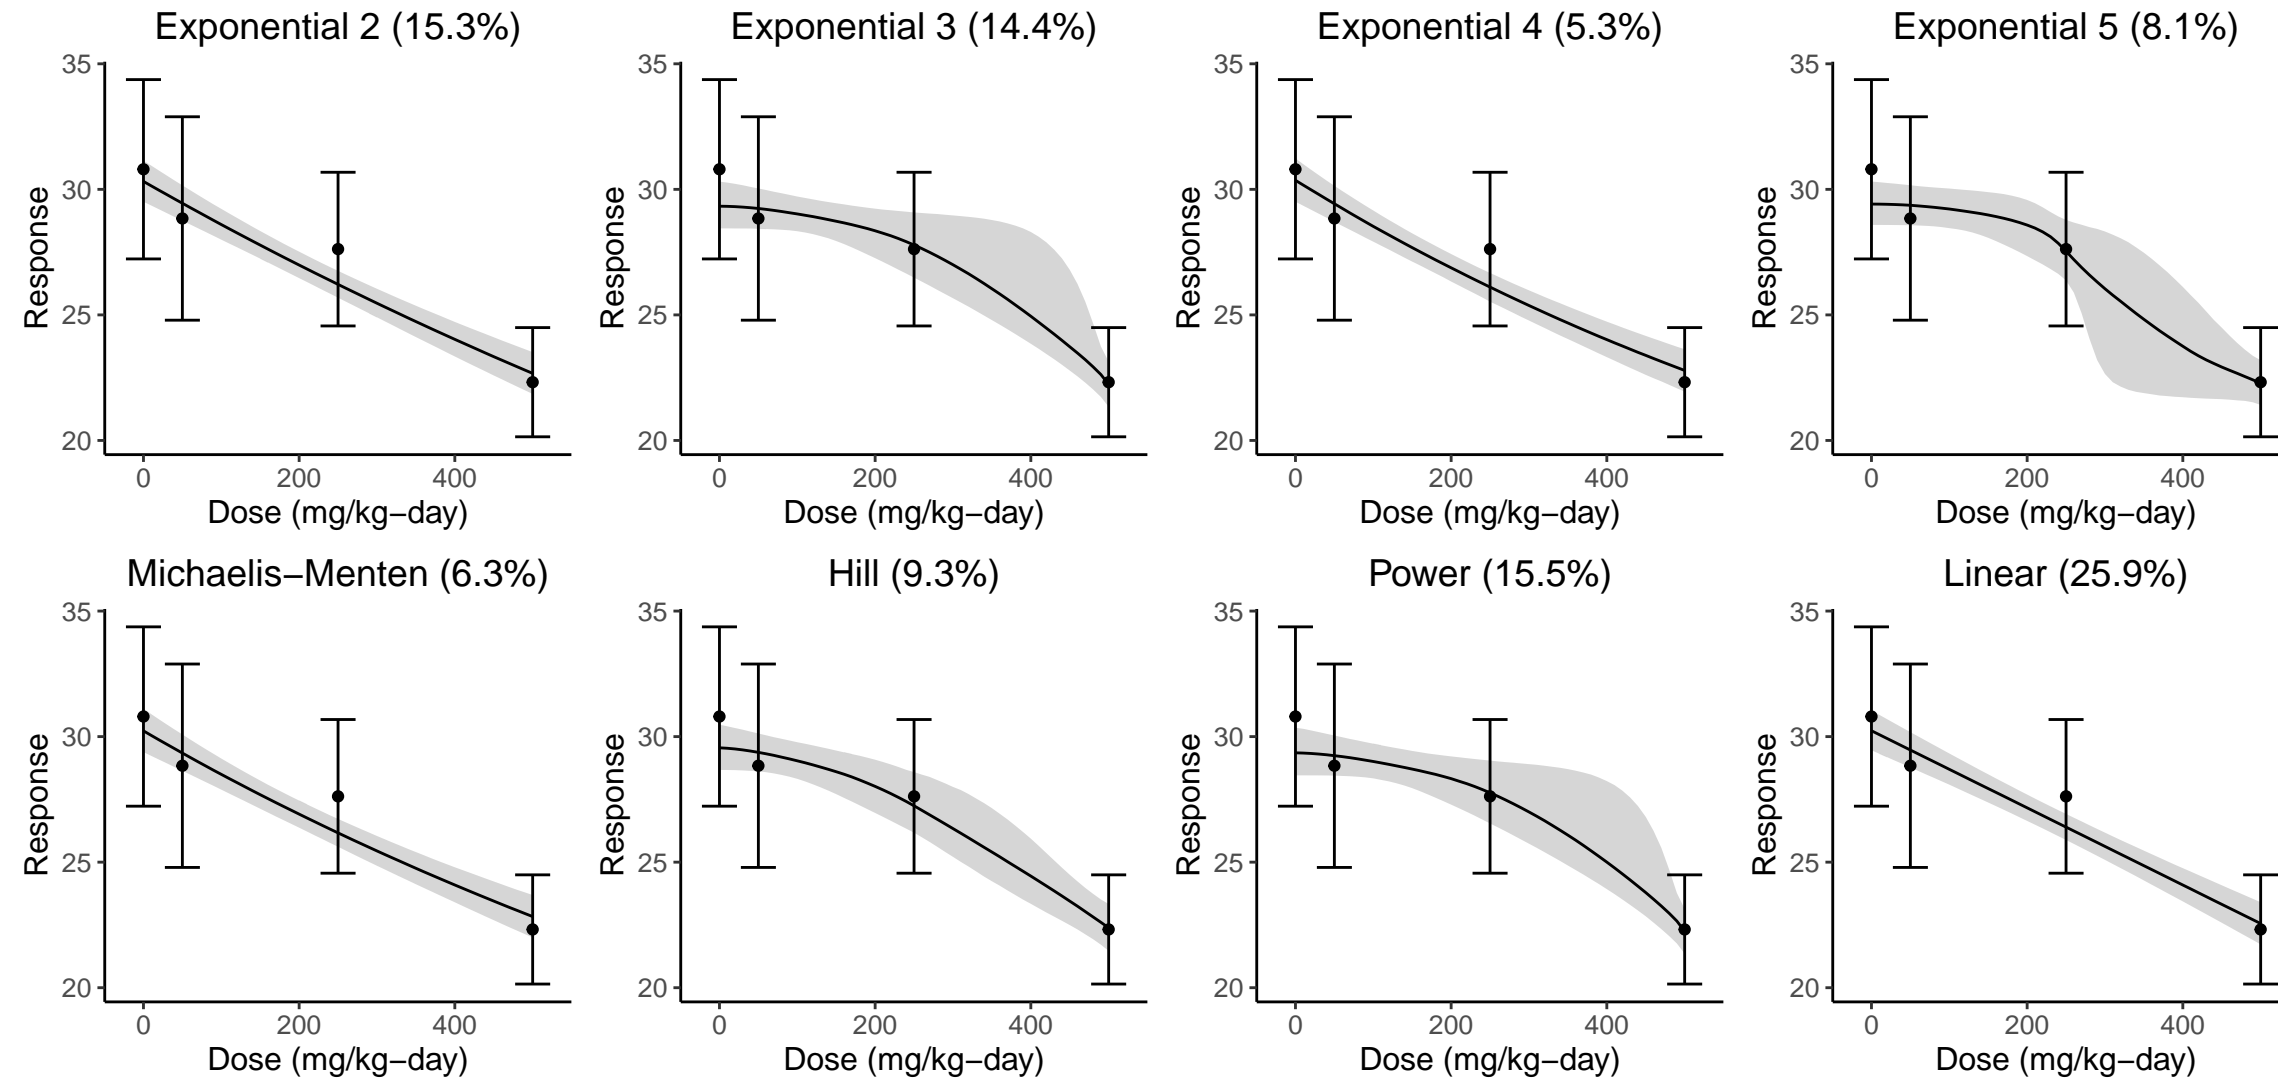 Exponential 2 (15.3%)
Response
35
30
25
20
0 200 400
Dose (mg/kg−day)
Exponential 3 (14.4%)
Response
35
30
25
20
0 200 400
Dose (mg/kg−day)
Exponential 4 (5.3%)
Response
35
30
25
20
0 200 400
Dose (mg/kg−day)
Exponential 5 (8.1%)
Response
35
30
25
20
0 200 400
Dose (mg/kg−day)
Michaelis−Menten (6.3%)
Response
35
30
25
20
0 200 400
Dose (mg/kg−day)
Hill (9.3%)
Response
35
30
25
20
0 200 400
Dose (mg/kg−day)
Power (15.5%)
Response
35
30
25
20
0 200 400
Dose (mg/kg−day)
Linear (25.9%)
Response
35
30
25
20
0 200 400
Dose (mg/kg−day)